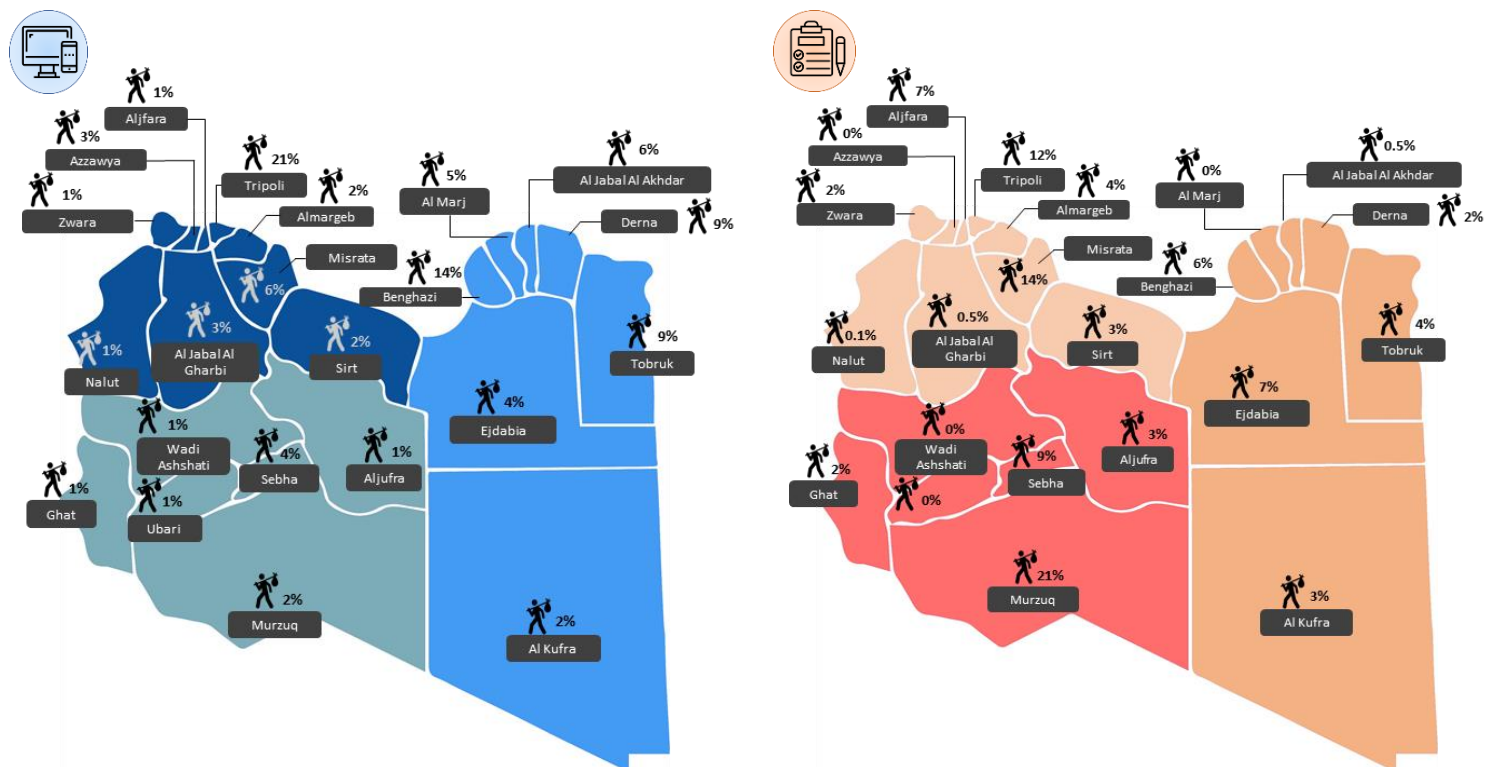 1%
Aljfara
3%
Azzawya
21%
Tripoli
1%
Zwara
2%
Almargeb
Misrata
6%
5%
Al Marj
6%
Al Jabal Al Akhdar
Derna
9%
14%
Benghazi
1%
Nalut
3%
Al Jabal Al
Gharbi
2%
Sirt
9%
Tobruk
4%
Ejdabia
1%
Wadi
Ashshati
4%
Sebha
1%
Aljufra
1%
Ghat
1%
Ubari
2%
Murzuq
2%
Al Kufra
7%
Aljfara
0%
Azzawya
12%
Tripoli
2%
Zwara
4%
Almargeb
Misrata
14%
0%
Al Marj
0.5%
Al Jabal Al Akhdar
Derna
2%
6%
Benghazi
0.1%
Nalut
0.5%
Al Jabal Al
Gharbi
3%
Sirt
4%
Tobruk
7%
Ejdabia
0%
Wadi
Ashshati
9%
Sebha
3%
Aljufra
2%
Ghat
0%
21%
Murzuq
3%
Al Kufra